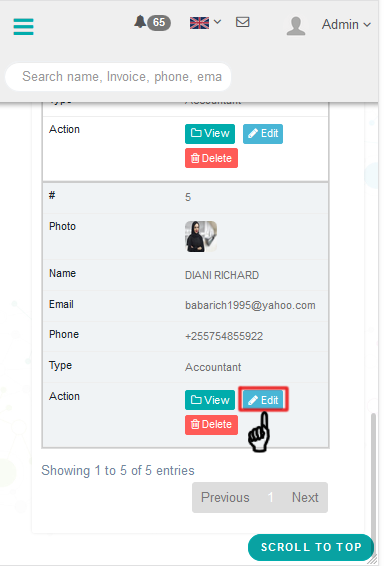 65
Admin
Search name, Invoice, phone, ema
Type Accountant
Action View Edit
Delete
# 5
Photo
Name DIANI RICHARD
Email babarich1995@yahoo.com
Phone +255754855922
Type Accountant
Action View Edit
Delete
Showing 1 to 5 of 5 entries
Previous 1 Next
SCROLL TO TOP